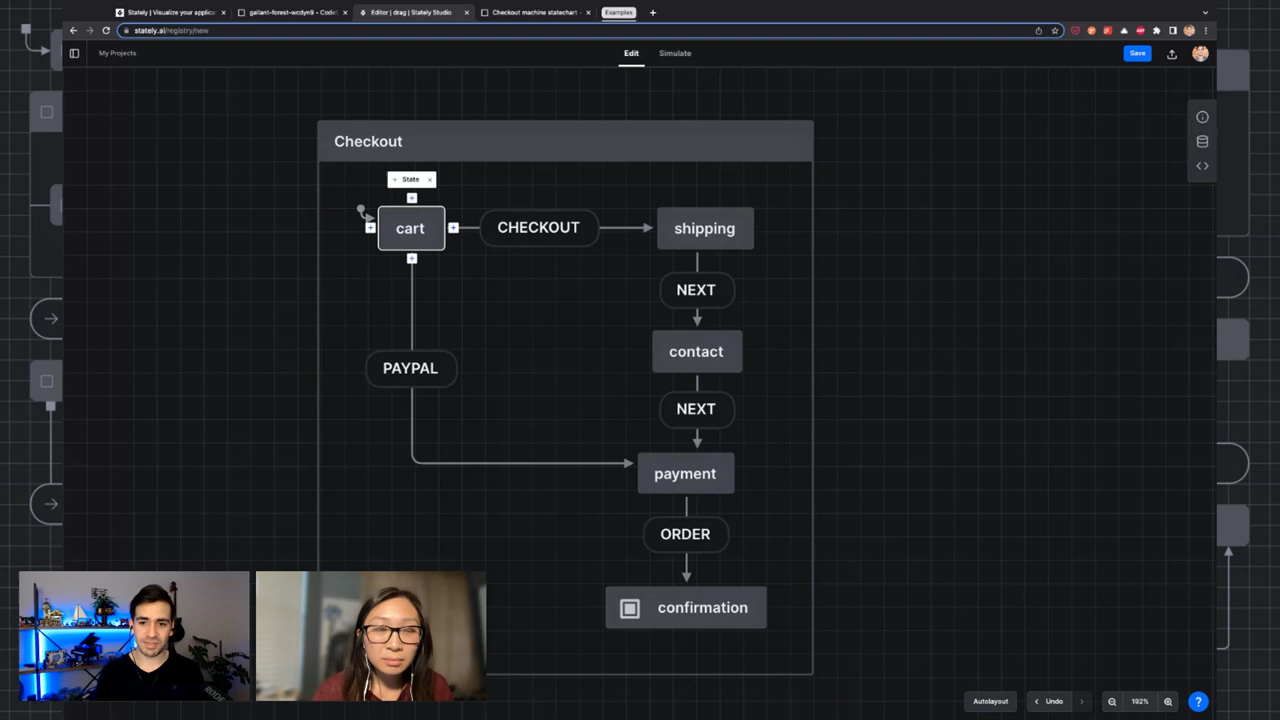 Stately | Visualize your applic
gallant-forest-wcdyn9 - CodeS
Editor | drag | Stately Studio
Checkout machine statechart -
Examples
stately.ai/registry/new
My Projects
Edit
Simulate
Save
Checkout
+ State ×
cart
CHECKOUT
shipping
NEXT
contact
PAYPAL
NEXT
payment
ORDER
confirmation
Autolayout
Undo
192%
?